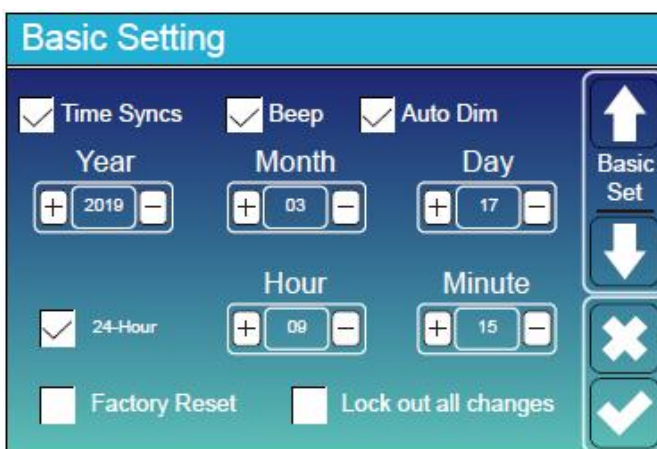 Basic Setting
Time Syncs Beep Auto Dim
Year Month Day
+ 2019 − + 03 − + 17 −
Basic
Set
Hour Minute
24-Hour + 09 − + 15 −
Factory Reset Lock out all changes